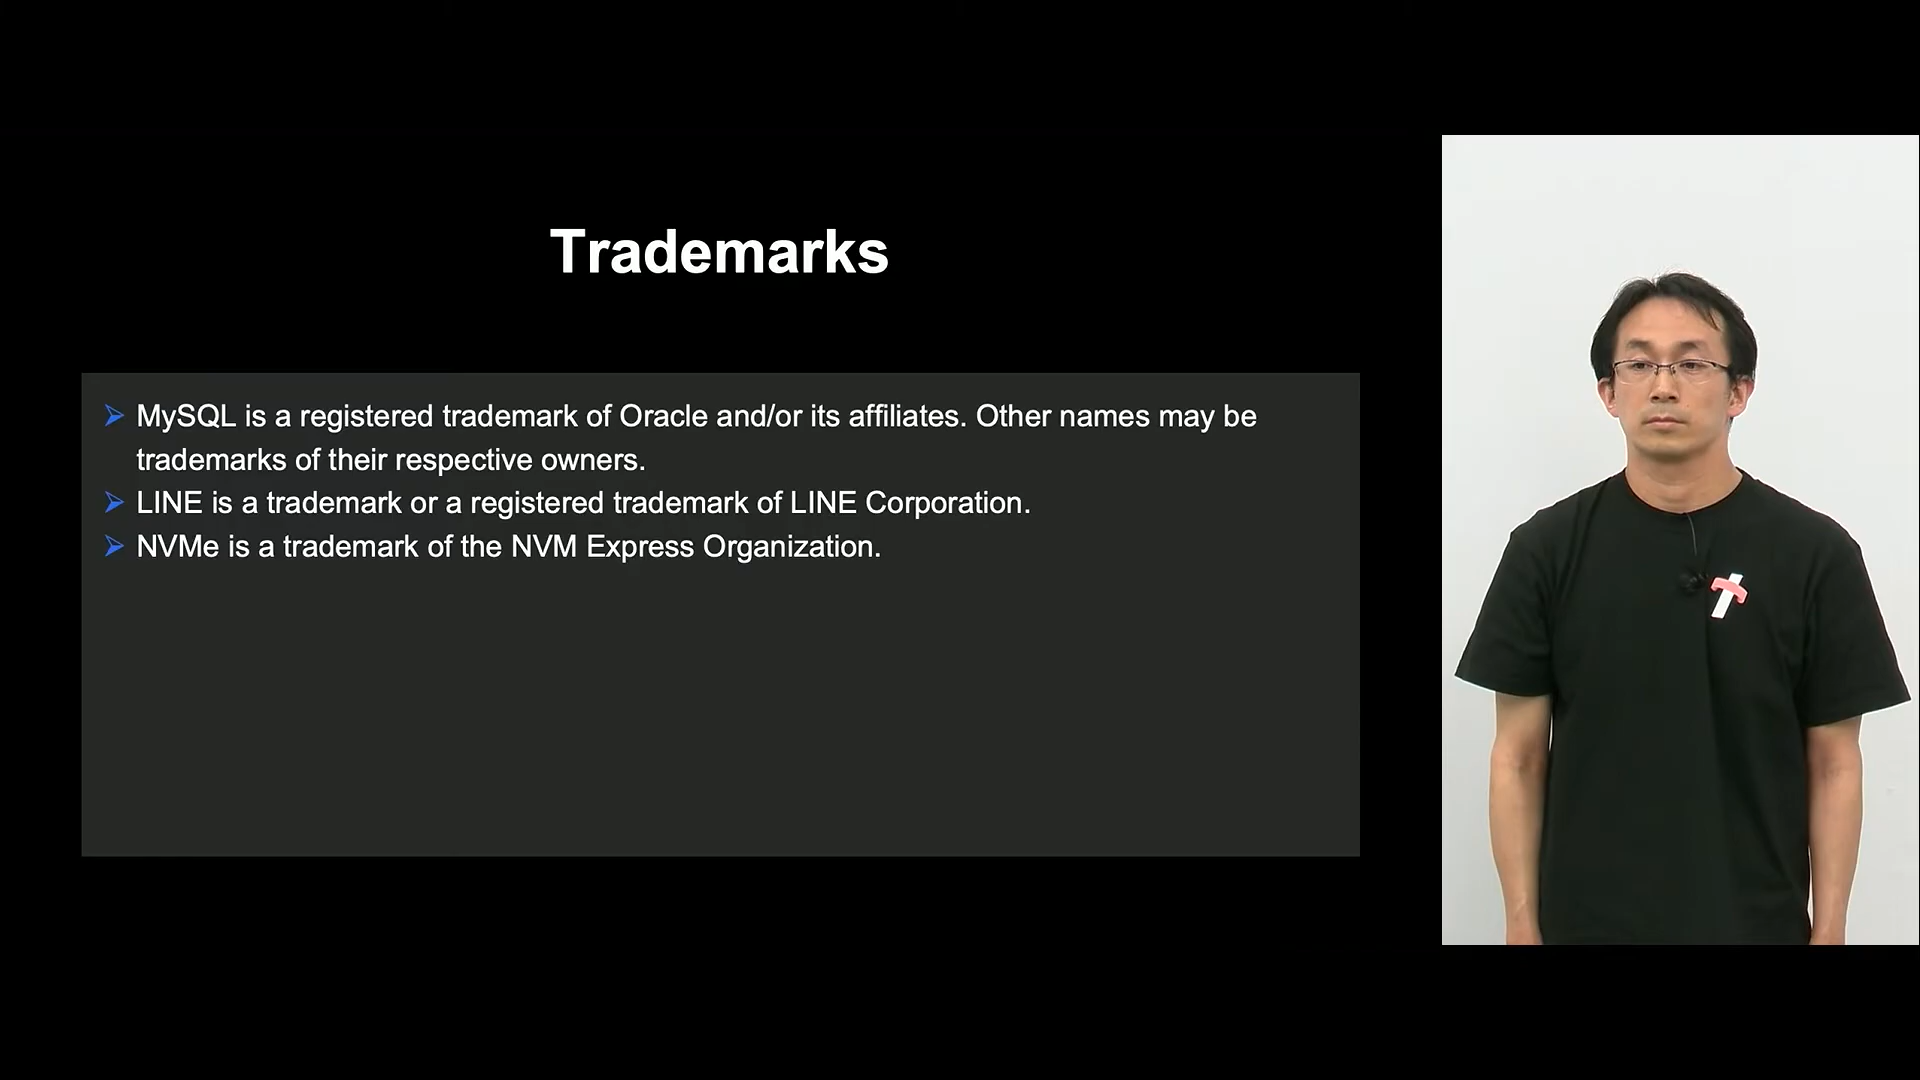 Trademarks
MySQL is a registered trademark of Oracle and/or its affiliates. Other names may be
trademarks of their respective owners.
LINE is a trademark or a registered trademark of LINE Corporation.
NVMe is a trademark of the NVM Express Organization.